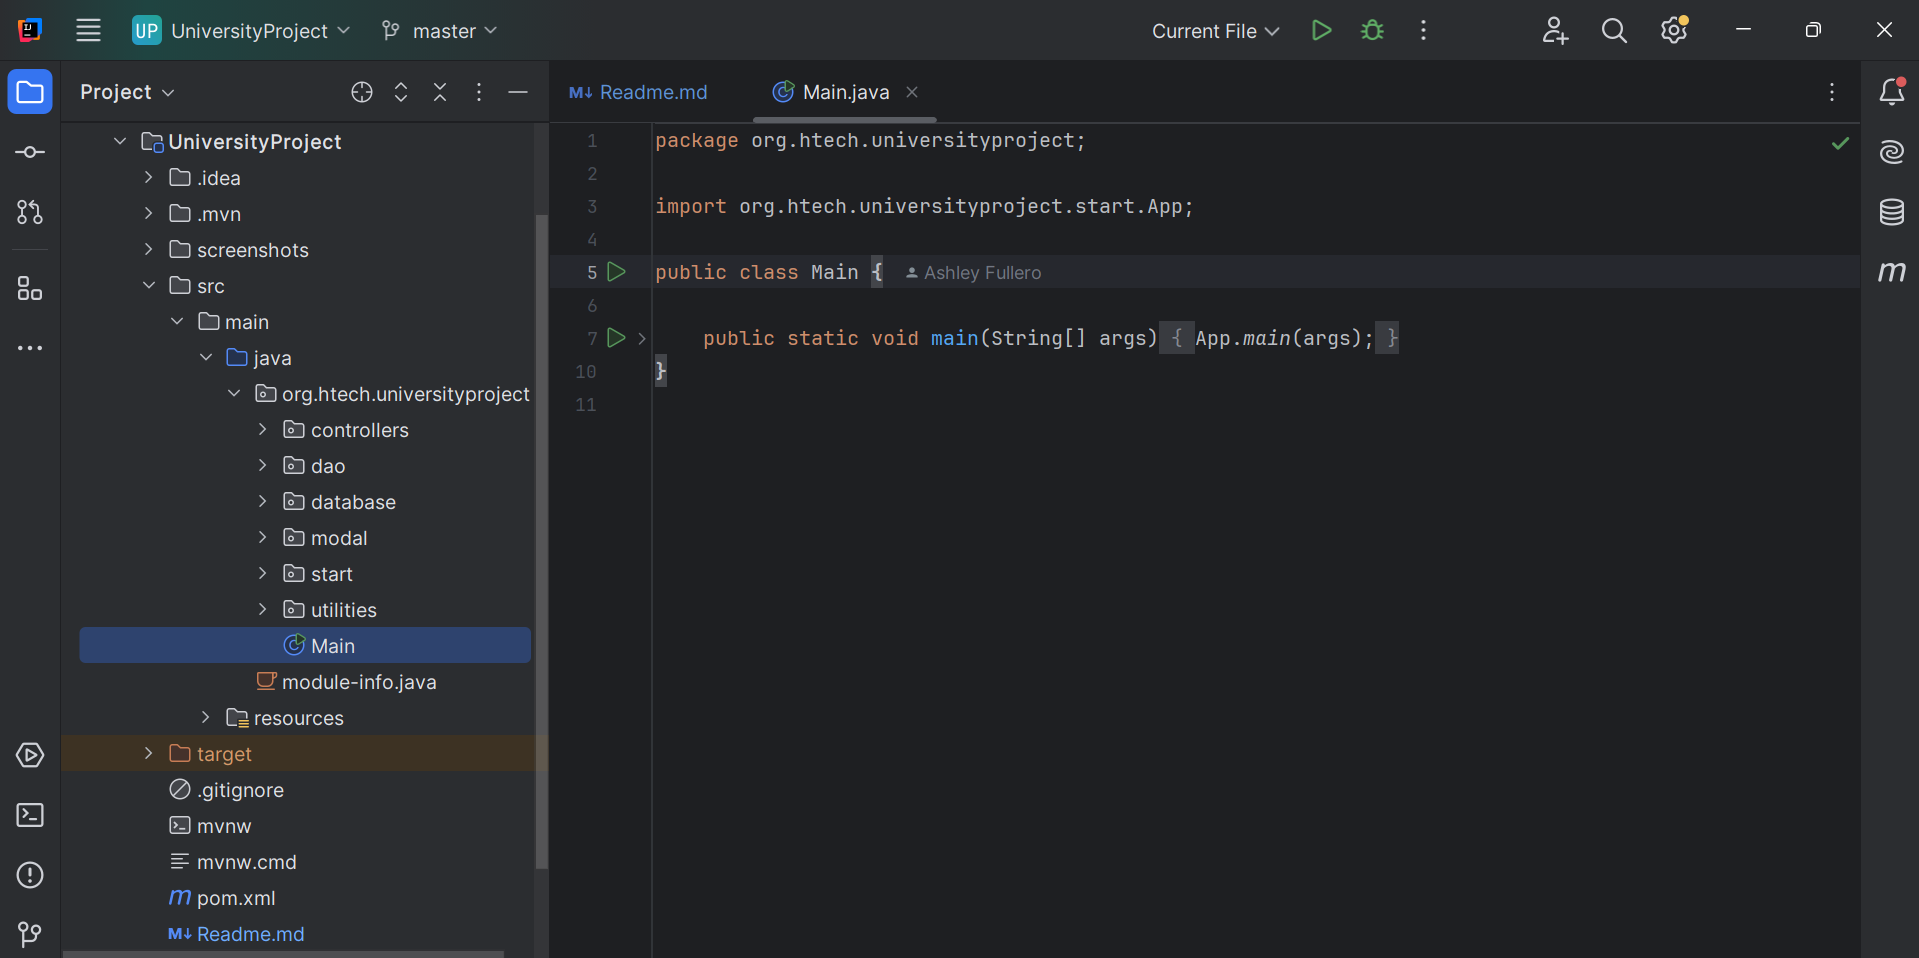 UP UniversityProject master Current File
Project
Readme.md Main.java
UniversityProject
.idea
.mvn
screenshots
src
main
java
org.htech.universityproject
controllers
dao
database
modal
start
utilities
Main
module-info.java
resources
target
.gitignore
mvnw
mvnw.cmd
m pom.xml
M↓ Readme.md
1 package org.htech.universityproject;
2
3 import org.htech.universityproject.start.App;
4
5 public class Main { Ashley Fullero
6
7 public static void main(String[] args) { App.main(args); }
10 }
11
m